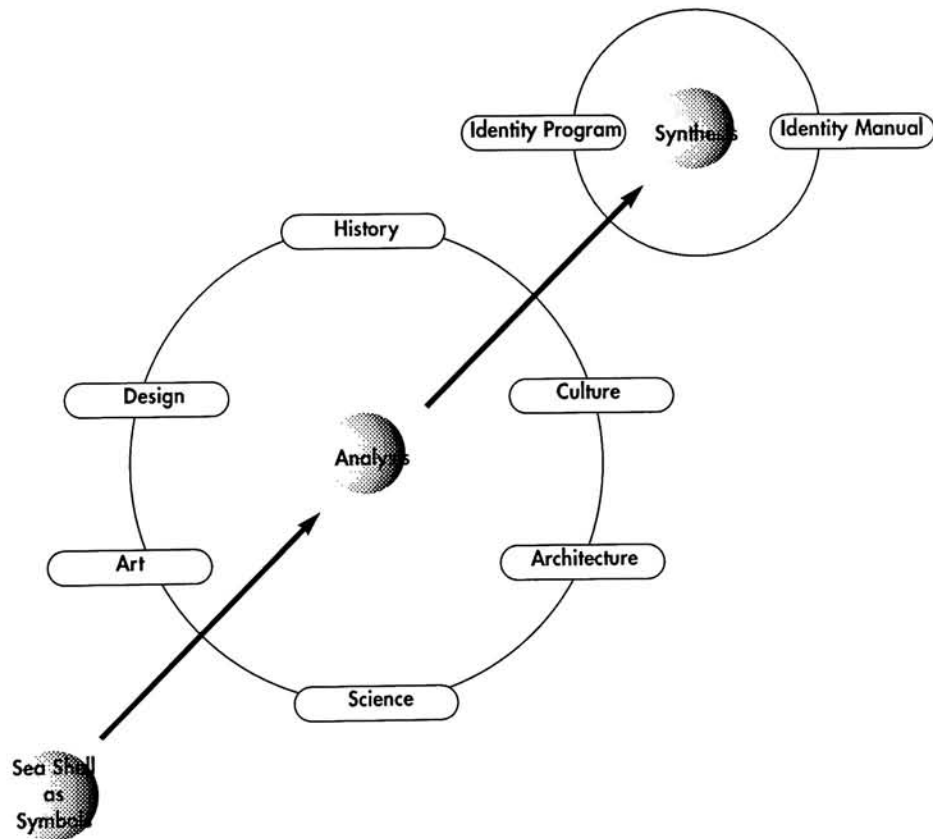 Identity Program
Synthesis
Identity Manual
History
Design
Culture
Analysis
Art
Architecture
Science
Sea Shell
as
Symbols